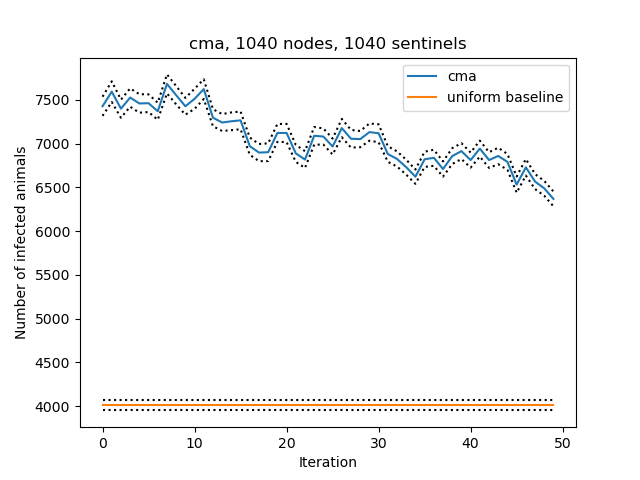 cma, 1040 nodes, 1040 sentinels
cma
uniform baseline
Number of infected animals
7500
7000
6500
6000
5500
5000
4500
4000
0 10 20 30 40 50
Iteration